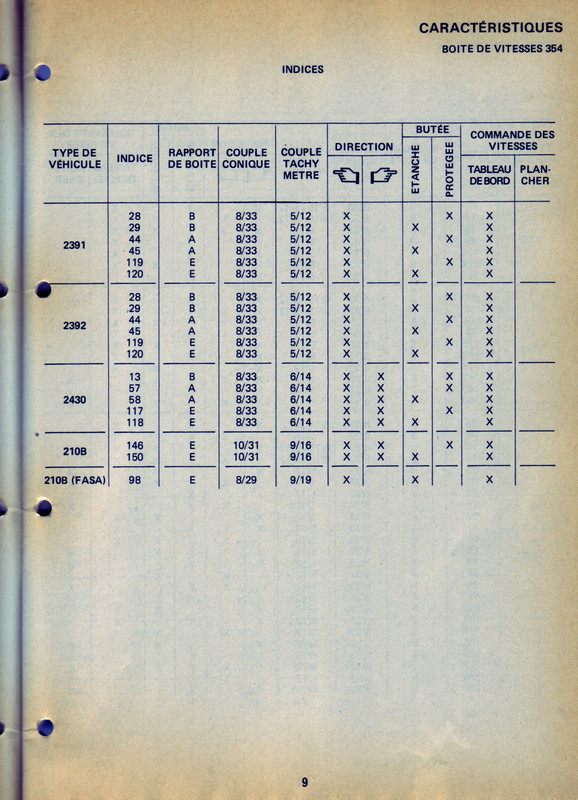 CARACTÉRISTIQUES
BOITE DE VITESSES 354
INDICES
TYPE DE VÉHICULE INDICE RAPPORT DE BOITE COUPLE CONIQUE COUPLE TACHY METRE DIRECTION BUTÉE ETANCHE PROTEGEE COMMANDE DES VITESSES TABLEAU DE BORD PLAN-CHER
2391
28 B 8/33 5/12 X X X
29 B 8/33 5/12 X X X
44 A 8/33 5/12 X X X
45 A 8/33 5/12 X X X
119 E 8/33 5/12 X X X
120 E 8/33 5/12 X X X
2392
28 B 8/33 5/12 X X X
29 B 8/33 5/12 X X X
44 A 8/33 5/12 X X X
45 A 8/33 5/12 X X X
119 E 8/33 5/12 X X X
120 E 8/33 5/12 X X X
2430
13 B 8/33 6/14 X X X X
57 A 8/33 6/14 X X X X
58 A 8/33 6/14 X X X X
117 E 8/33 6/14 X X X X
118 E 8/33 6/14 X X X X
210B
146 E 10/31 9/16 X X X X
150 E 10/31 9/16 X X X X
210B (FASA) 98 E 8/29 9/19 X X X
9